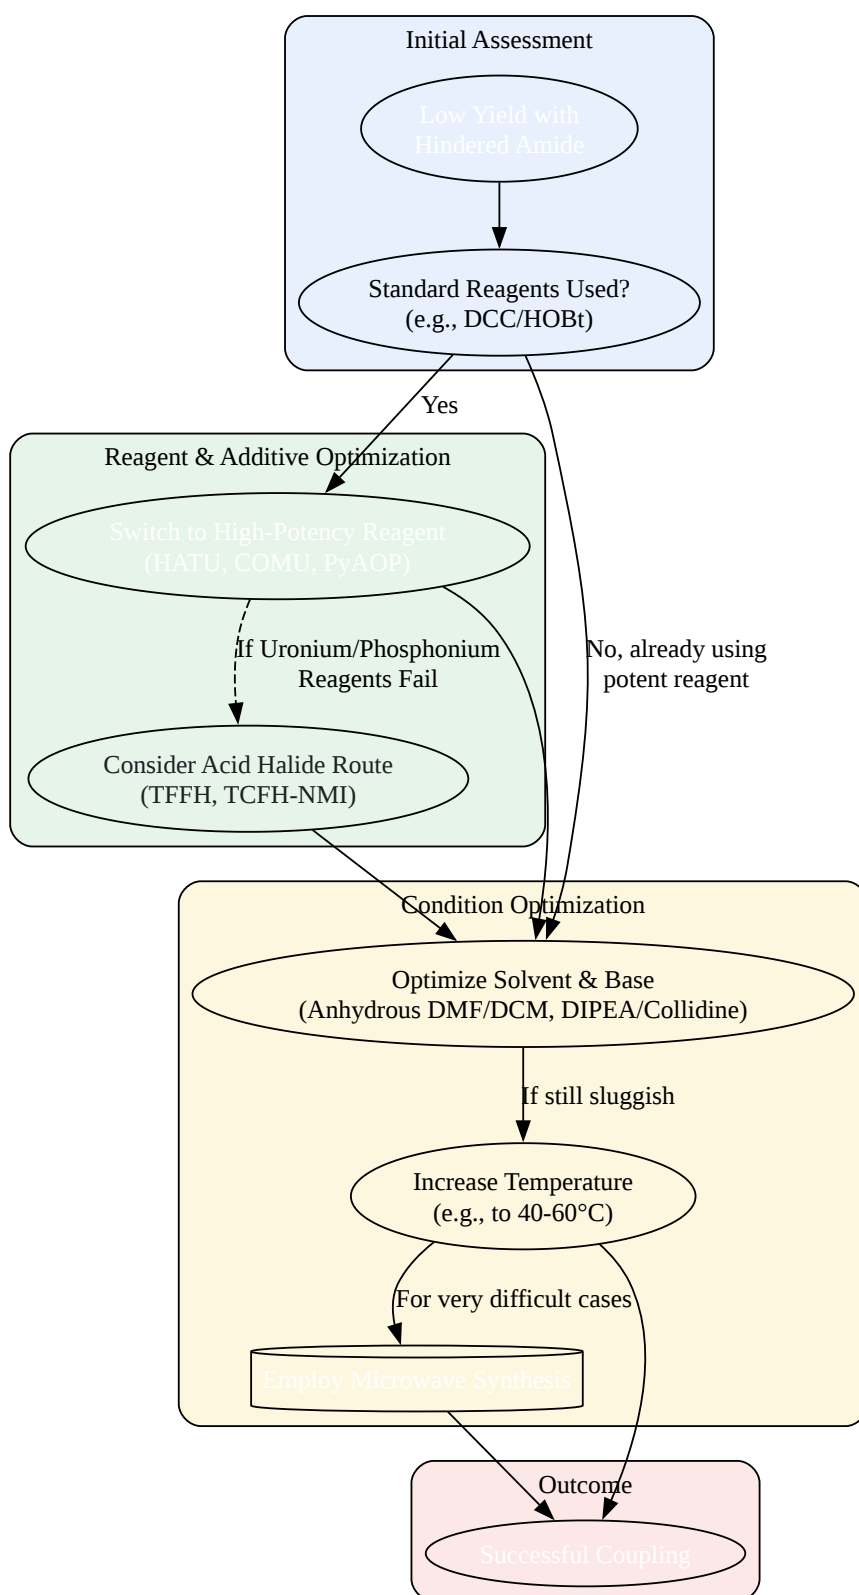 Initial Assessment
Low Yield with
Hindered Amide
Standard Reagents Used?
(e.g., DCC/HOBt)
Yes
Reagent & Additive Optimization
Switch to High-Potency Reagent
(HATU, COMU, PyAOP)
If Uronium/Phosphonium
Reagents Fail
No, already using
potent reagent
Consider Acid Halide Route
(TFFH, TCFH-NMI)
Condition Optimization
Optimize Solvent & Base
(Anhydrous DMF/DCM, DIPEA/Collidine)
If still sluggish
Increase Temperature
(e.g., to 40-60°C)
For very difficult cases
Employ Microwave Synthesis
Outcome
Successful Coupling